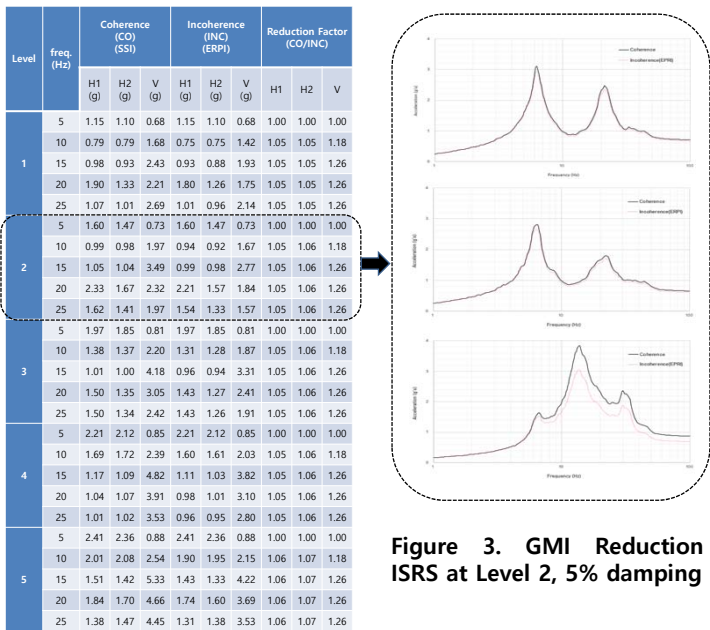 Level freq. (Hz) Coherence (CO) (SSI) Incoherence (INC) (ERPI) Reduction Factor (CO/INC)
H1 (g) H2 (g) V (g) H1 (g) H2 (g) V (g) H1 H2 V
1 5 1.15 1.10 0.68 1.15 1.10 0.68 1.00 1.00 1.00
10 0.79 0.79 1.68 0.75 0.75 1.42 1.05 1.05 1.18
15 0.98 0.93 2.43 0.93 0.88 1.93 1.05 1.05 1.26
20 1.90 1.33 2.21 1.80 1.26 1.75 1.05 1.05 1.26
25 1.07 1.01 2.69 1.01 0.96 2.14 1.05 1.05 1.26
2 5 1.60 1.47 0.73 1.60 1.47 0.73 1.00 1.00 1.00
10 0.99 0.98 1.97 0.94 0.92 1.67 1.05 1.06 1.18
15 1.05 1.04 3.49 0.99 0.98 2.77 1.05 1.06 1.26
20 2.33 1.67 2.32 2.21 1.57 1.84 1.05 1.06 1.26
25 1.62 1.41 1.97 1.54 1.33 1.57 1.05 1.06 1.26
3 5 1.97 1.85 0.81 1.97 1.85 0.81 1.00 1.00 1.00
10 1.38 1.37 2.20 1.31 1.28 1.87 1.05 1.06 1.18
15 1.01 1.00 4.18 0.96 0.94 3.31 1.05 1.06 1.26
20 1.50 1.35 3.05 1.43 1.27 2.41 1.05 1.06 1.26
25 1.50 1.34 2.42 1.43 1.26 1.91 1.05 1.06 1.26
4 5 2.21 2.12 0.85 2.21 2.12 0.85 1.00 1.00 1.00
10 1.69 1.72 2.39 1.60 1.61 2.03 1.05 1.06 1.18
15 1.17 1.09 4.82 1.11 1.03 3.82 1.05 1.06 1.26
20 1.04 1.07 3.91 0.98 1.01 3.10 1.05 1.06 1.26
25 1.01 1.02 3.53 0.96 0.95 2.80 1.05 1.06 1.26
5 5 2.41 2.36 0.88 2.41 2.36 0.88 1.00 1.00 1.00
10 2.01 2.08 2.54 1.90 1.95 2.15 1.06 1.07 1.18
15 1.51 1.42 5.33 1.43 1.33 4.22 1.06 1.07 1.26
20 1.84 1.70 4.66 1.74 1.60 3.69 1.06 1.07 1.26
25 1.38 1.47 4.45 1.31 1.38 3.53 1.06 1.07 1.26
Coherence
Incoherence(EPRI)
Acceleration (g's)
Frequency (Hz)
Coherence
Acceleration (g's)
Frequency (Hz)
Coherence
Incoherence(EPRI)
Acceleration (g's)
Frequency (Hz)
Figure 3. GMI Reduction
ISRS at Level 2, 5% damping